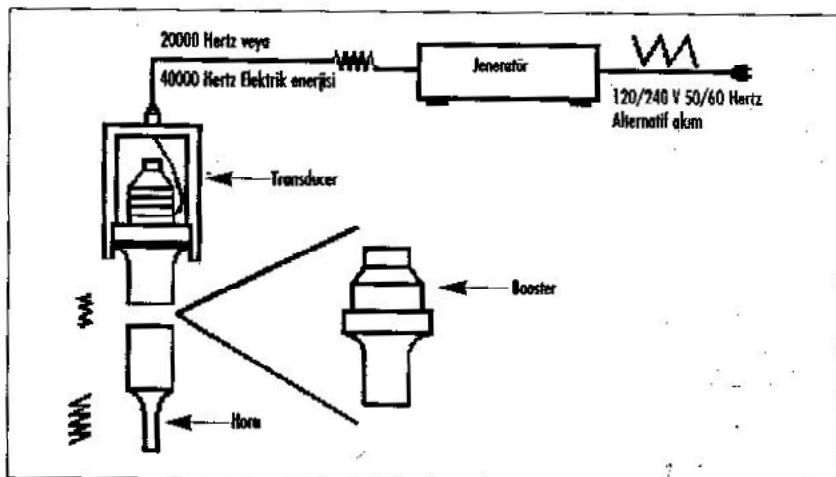 20000 Hertz veya
40000 Hertz Elektrik enerjisi
Jeneratör
120/240 V 50/60 Hertz
Alternatif akım
Transducer
Booster
Horn